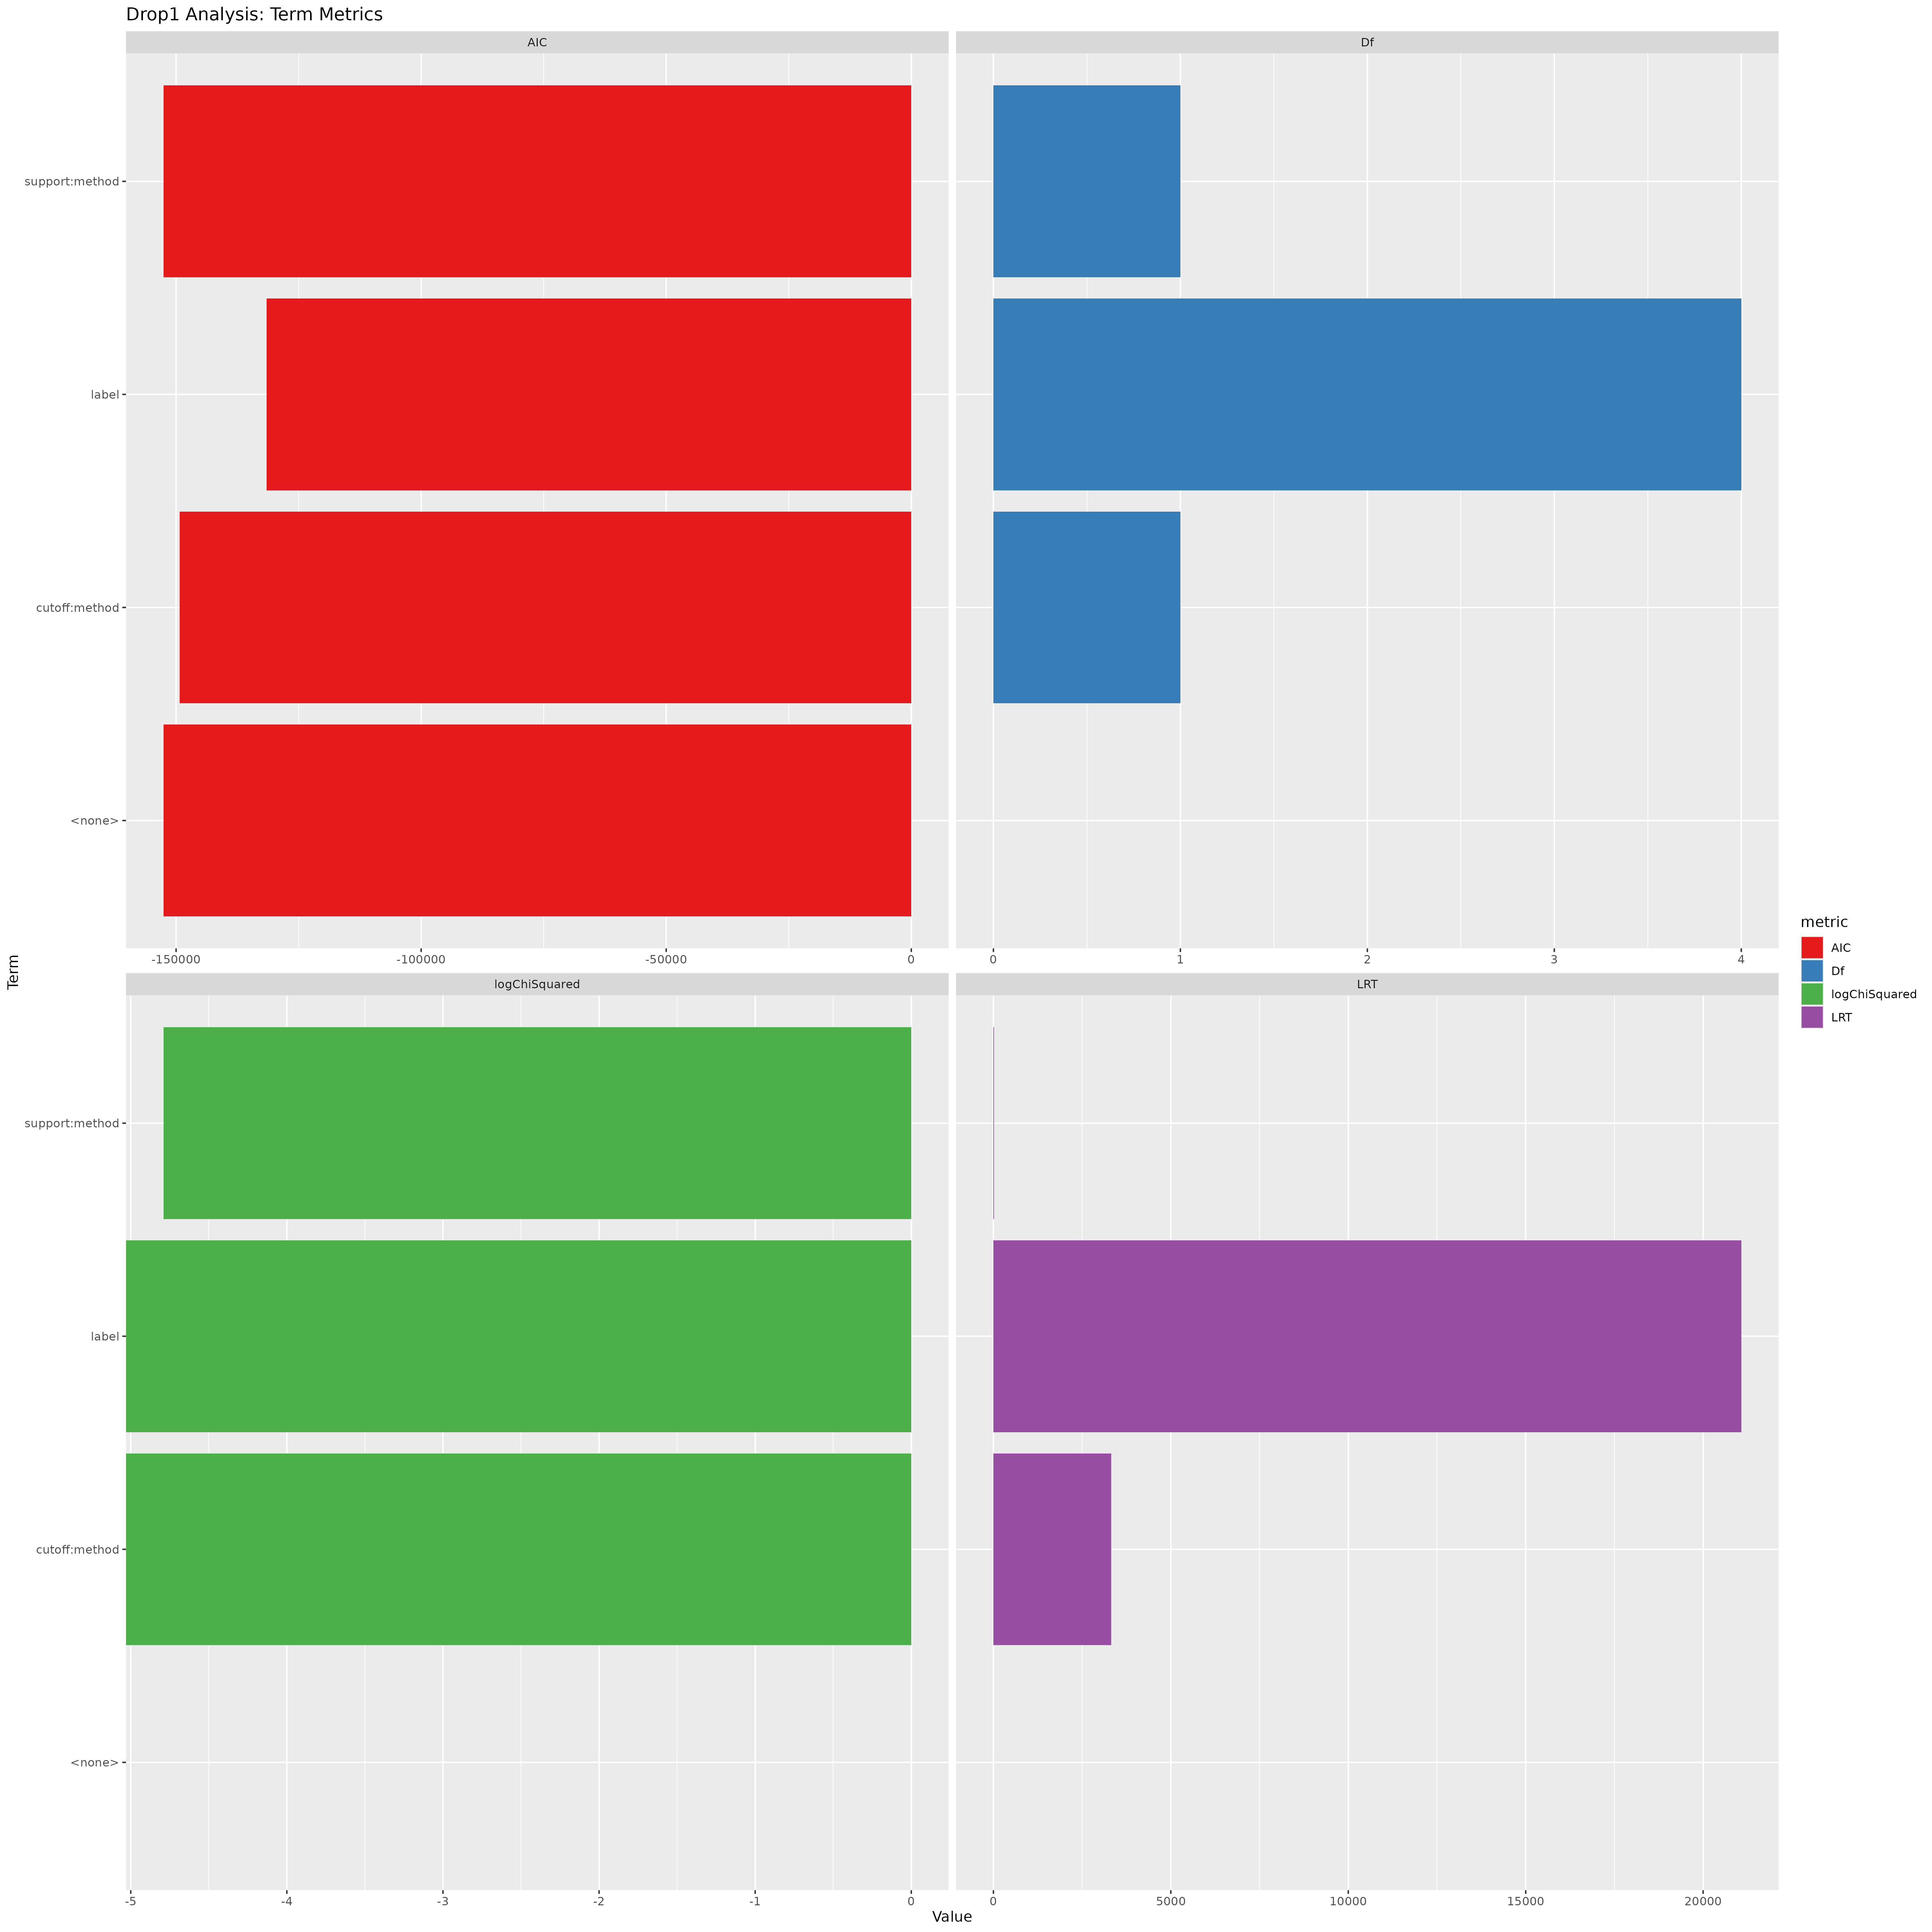 Drop1 Analysis: Term Metrics
AIC
Df
support:method
label
cutoff:method
<none>
-150000 -100000 -50000 0
0 1 2 3 4
logChiSquared
LRT
support:method
label
cutoff:method
<none>
-5 -4 -3 -2 -1 0
0 5000 10000 15000 20000
Term
Value
metric
AIC
Df
logChiSquared
LRT